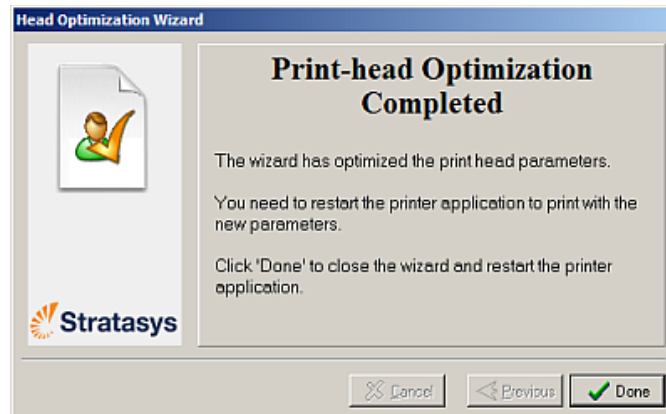 Head Optimization Wizard
Print-head Optimization
Completed
The wizard has optimized the print head parameters.
You need to restart the printer application to print with the
new parameters.
Click 'Done' to close the wizard and restart the printer
application.
Stratasys
Cancel
Previous
Done